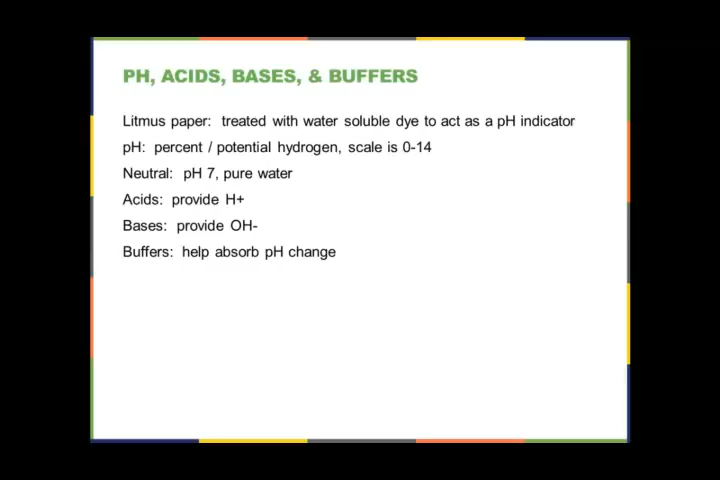 PH, ACIDS, BASES, & BUFFERS
Litmus paper: treated with water soluble dye to act as a pH indicator
pH: percent / potential hydrogen, scale is 0-14
Neutral: pH 7, pure water
Acids: provide H+
Bases: provide OH-
Buffers: help absorb pH change